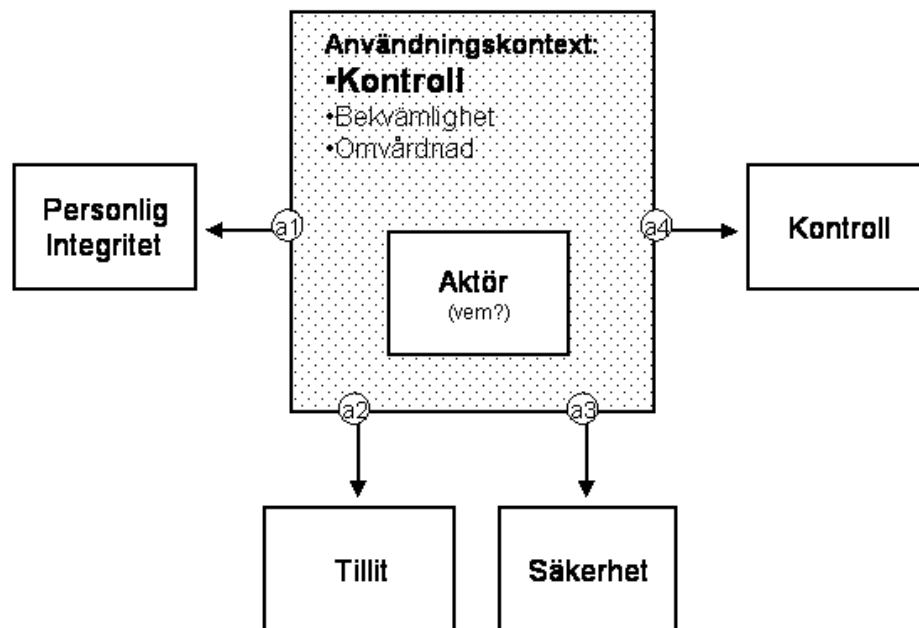 Användningskontext:
▪Kontroll
•Bekvämlighet
•Omvårdnad
Personlig
Integritet
a1
a4
Kontroll
Aktör
(vem?)
a2
a3
Tillit
Säkerhet